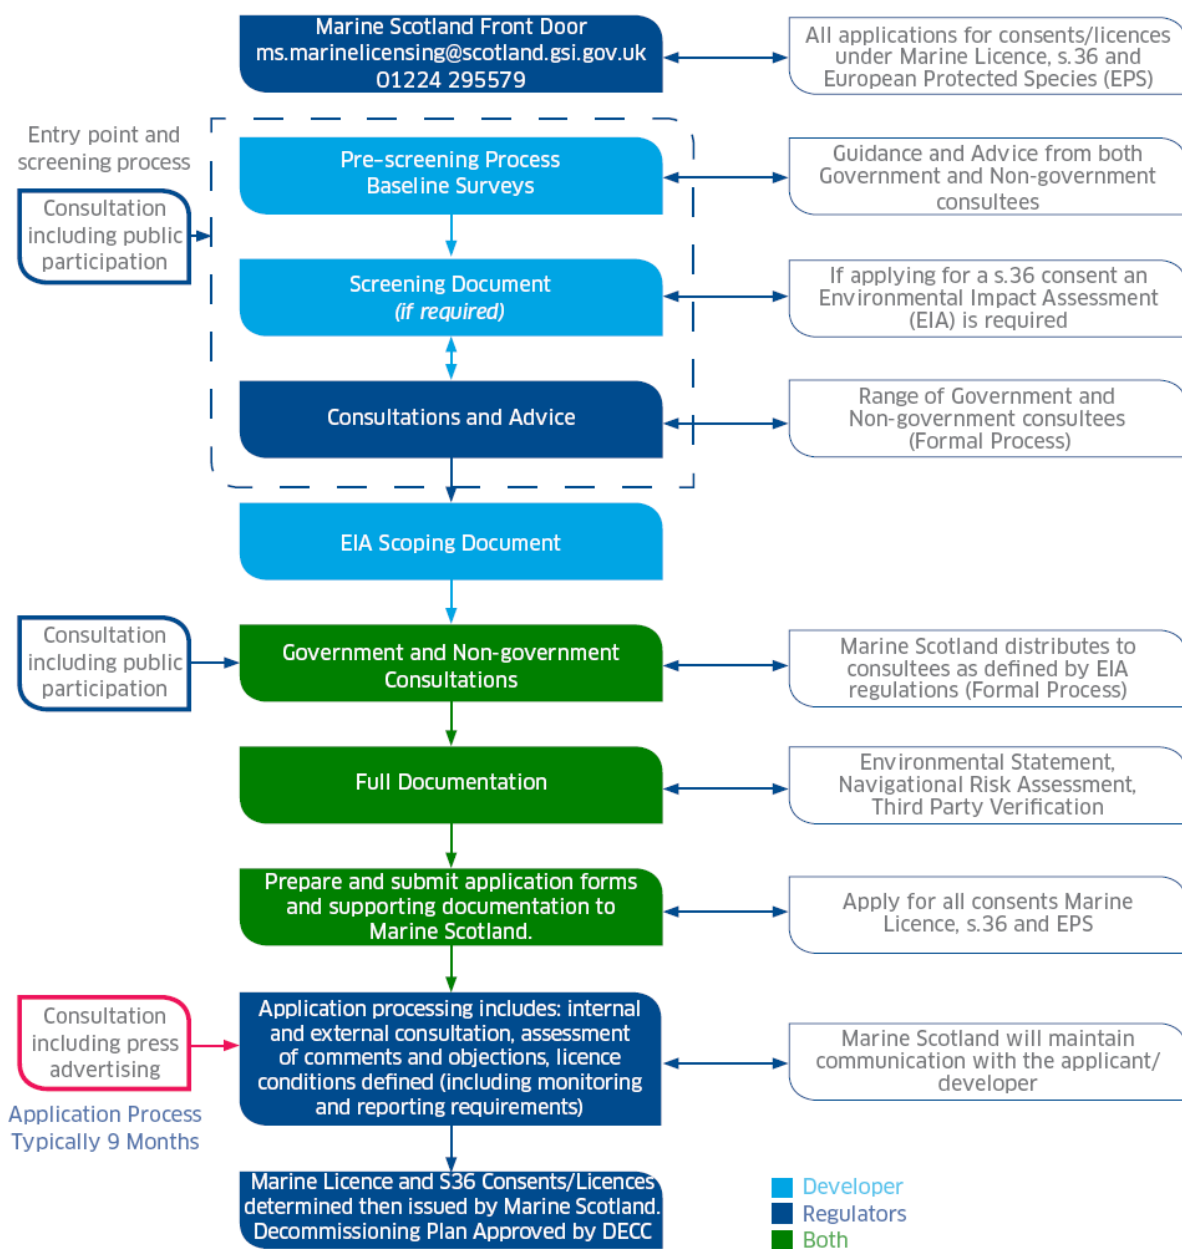 Marine Scotland Front Door
ms.marinelicensing@scotland.gsi.gov.uk
01224 295579
All applications for consents/licences
under Marine Licence, s.36 and
European Protected Species (EPS)
Entry point and
screening process
Consultation
including public
participation
Pre-screening Process
Baseline Surveys
Guidance and Advice from both
Government and Non-government
consultees
Screening Document
(if required)
If applying for a s.36 consent an
Environmental Impact Assessment
(EIA) is required
Consultations and Advice
Range of Government and
Non-government consultees
(Formal Process)
EIA Scoping Document
Consultation
including public
participation
Government and Non-government
Consultations
Marine Scotland distributes to
consultees as defined by EIA
regulations (Formal Process)
Full Documentation
Environmental Statement,
Navigational Risk Assessment,
Third Party Verification
Prepare and submit application forms
and supporting documentation to
Marine Scotland.
Apply for all consents Marine
Licence, s.36 and EPS
Consultation
including press
advertising
Application Process
Typically 9 Months
Application processing includes: internal
and external consultation, assessment
of comments and objections, licence
conditions defined (including monitoring
and reporting requirements)
Marine Scotland will maintain
communication with the applicant/
developer
Marine Licence and S36 Consents/Licences
determined then issued by Marine Scotland.
Decommissioning Plan Approved by DECC
Developer
Regulators
Both